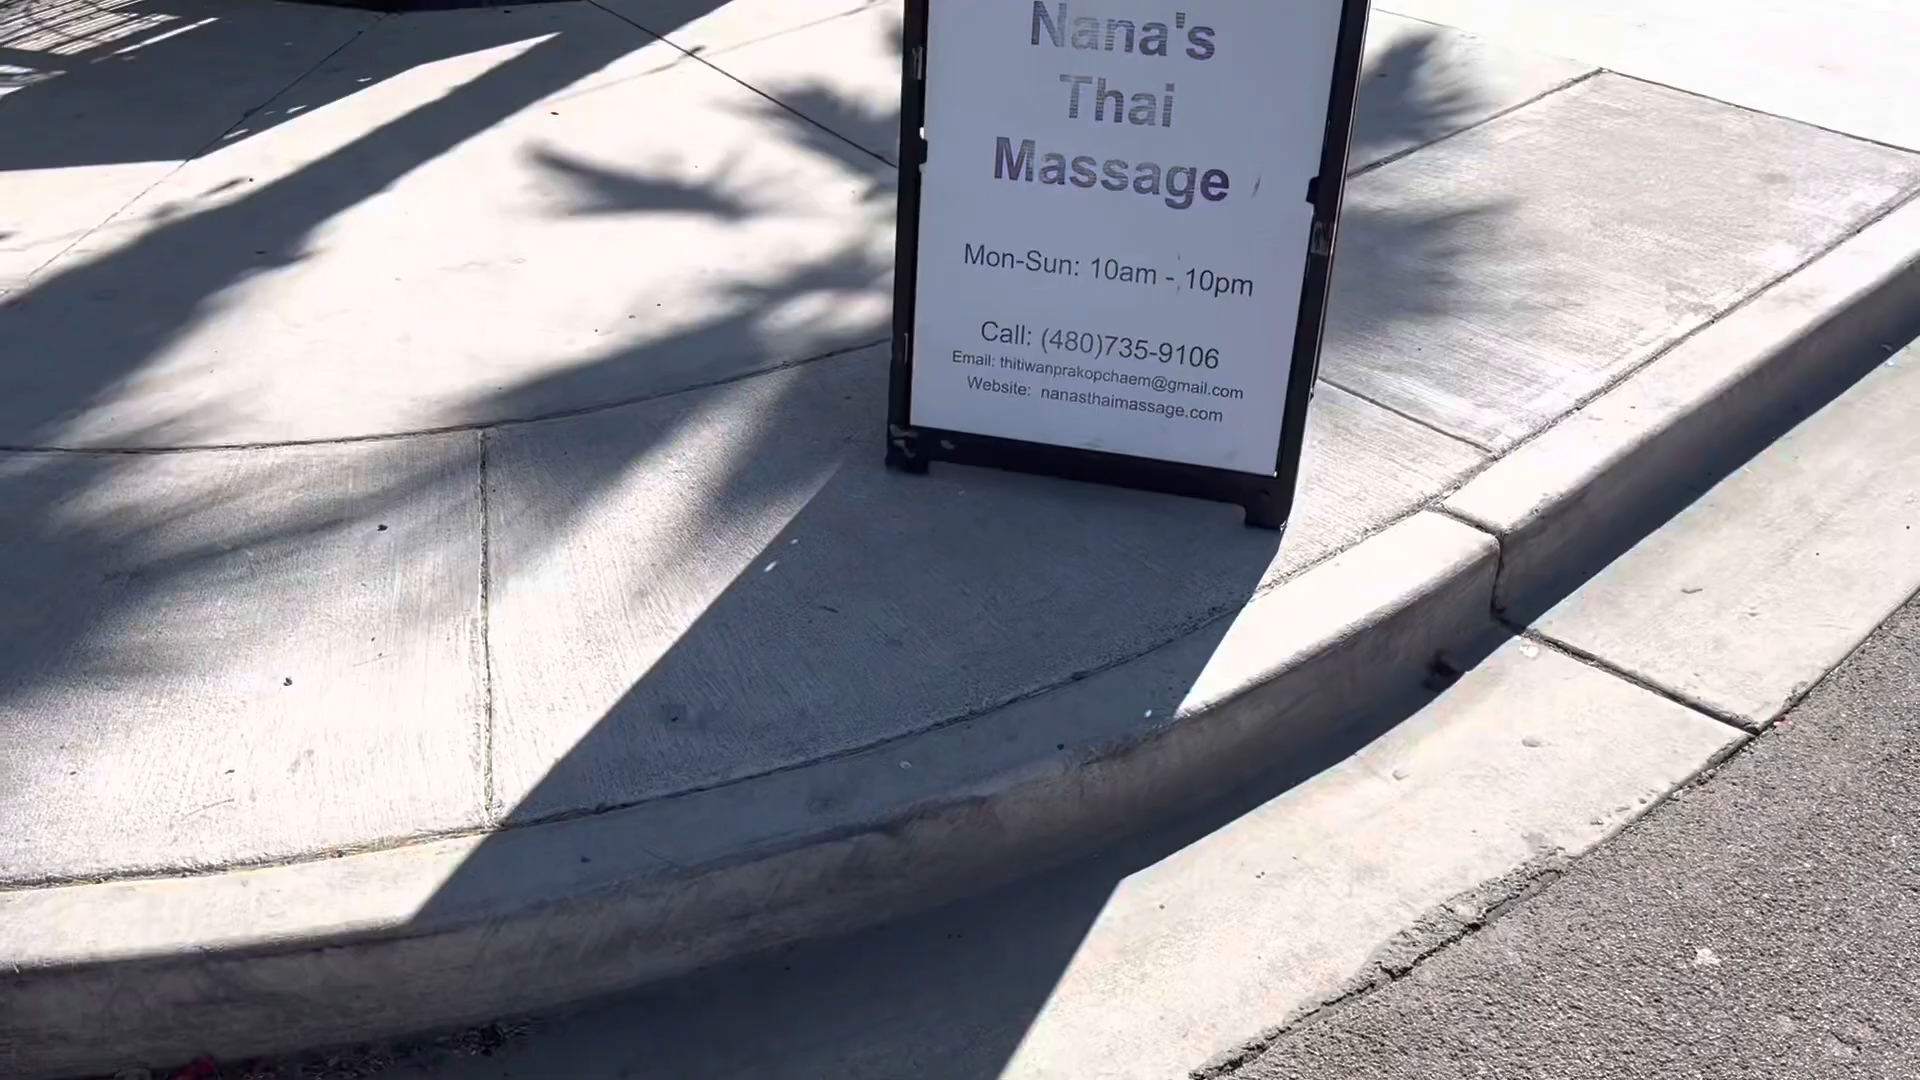 Nana's
Thai
Massage
Mon-Sun: 10am - 10pm
Call: (480)735-9106
Email: thitiwanprakopchaem@gmail.com
Website: nanasthaimassage.com